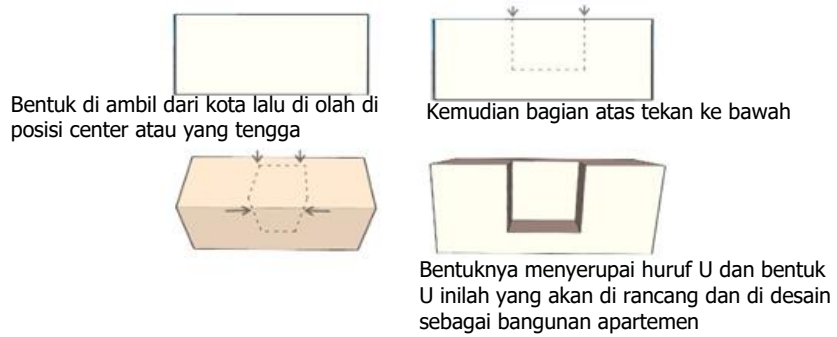 Bentuk di ambil dari kota lalu di olah di
posisi center atau yang tengga
Kemudian bagian atas tekan ke bawah
Bentuknya menyerupai huruf U dan bentuk
U inilah yang akan di rancang dan di desain
sebagai bangunan apartemen